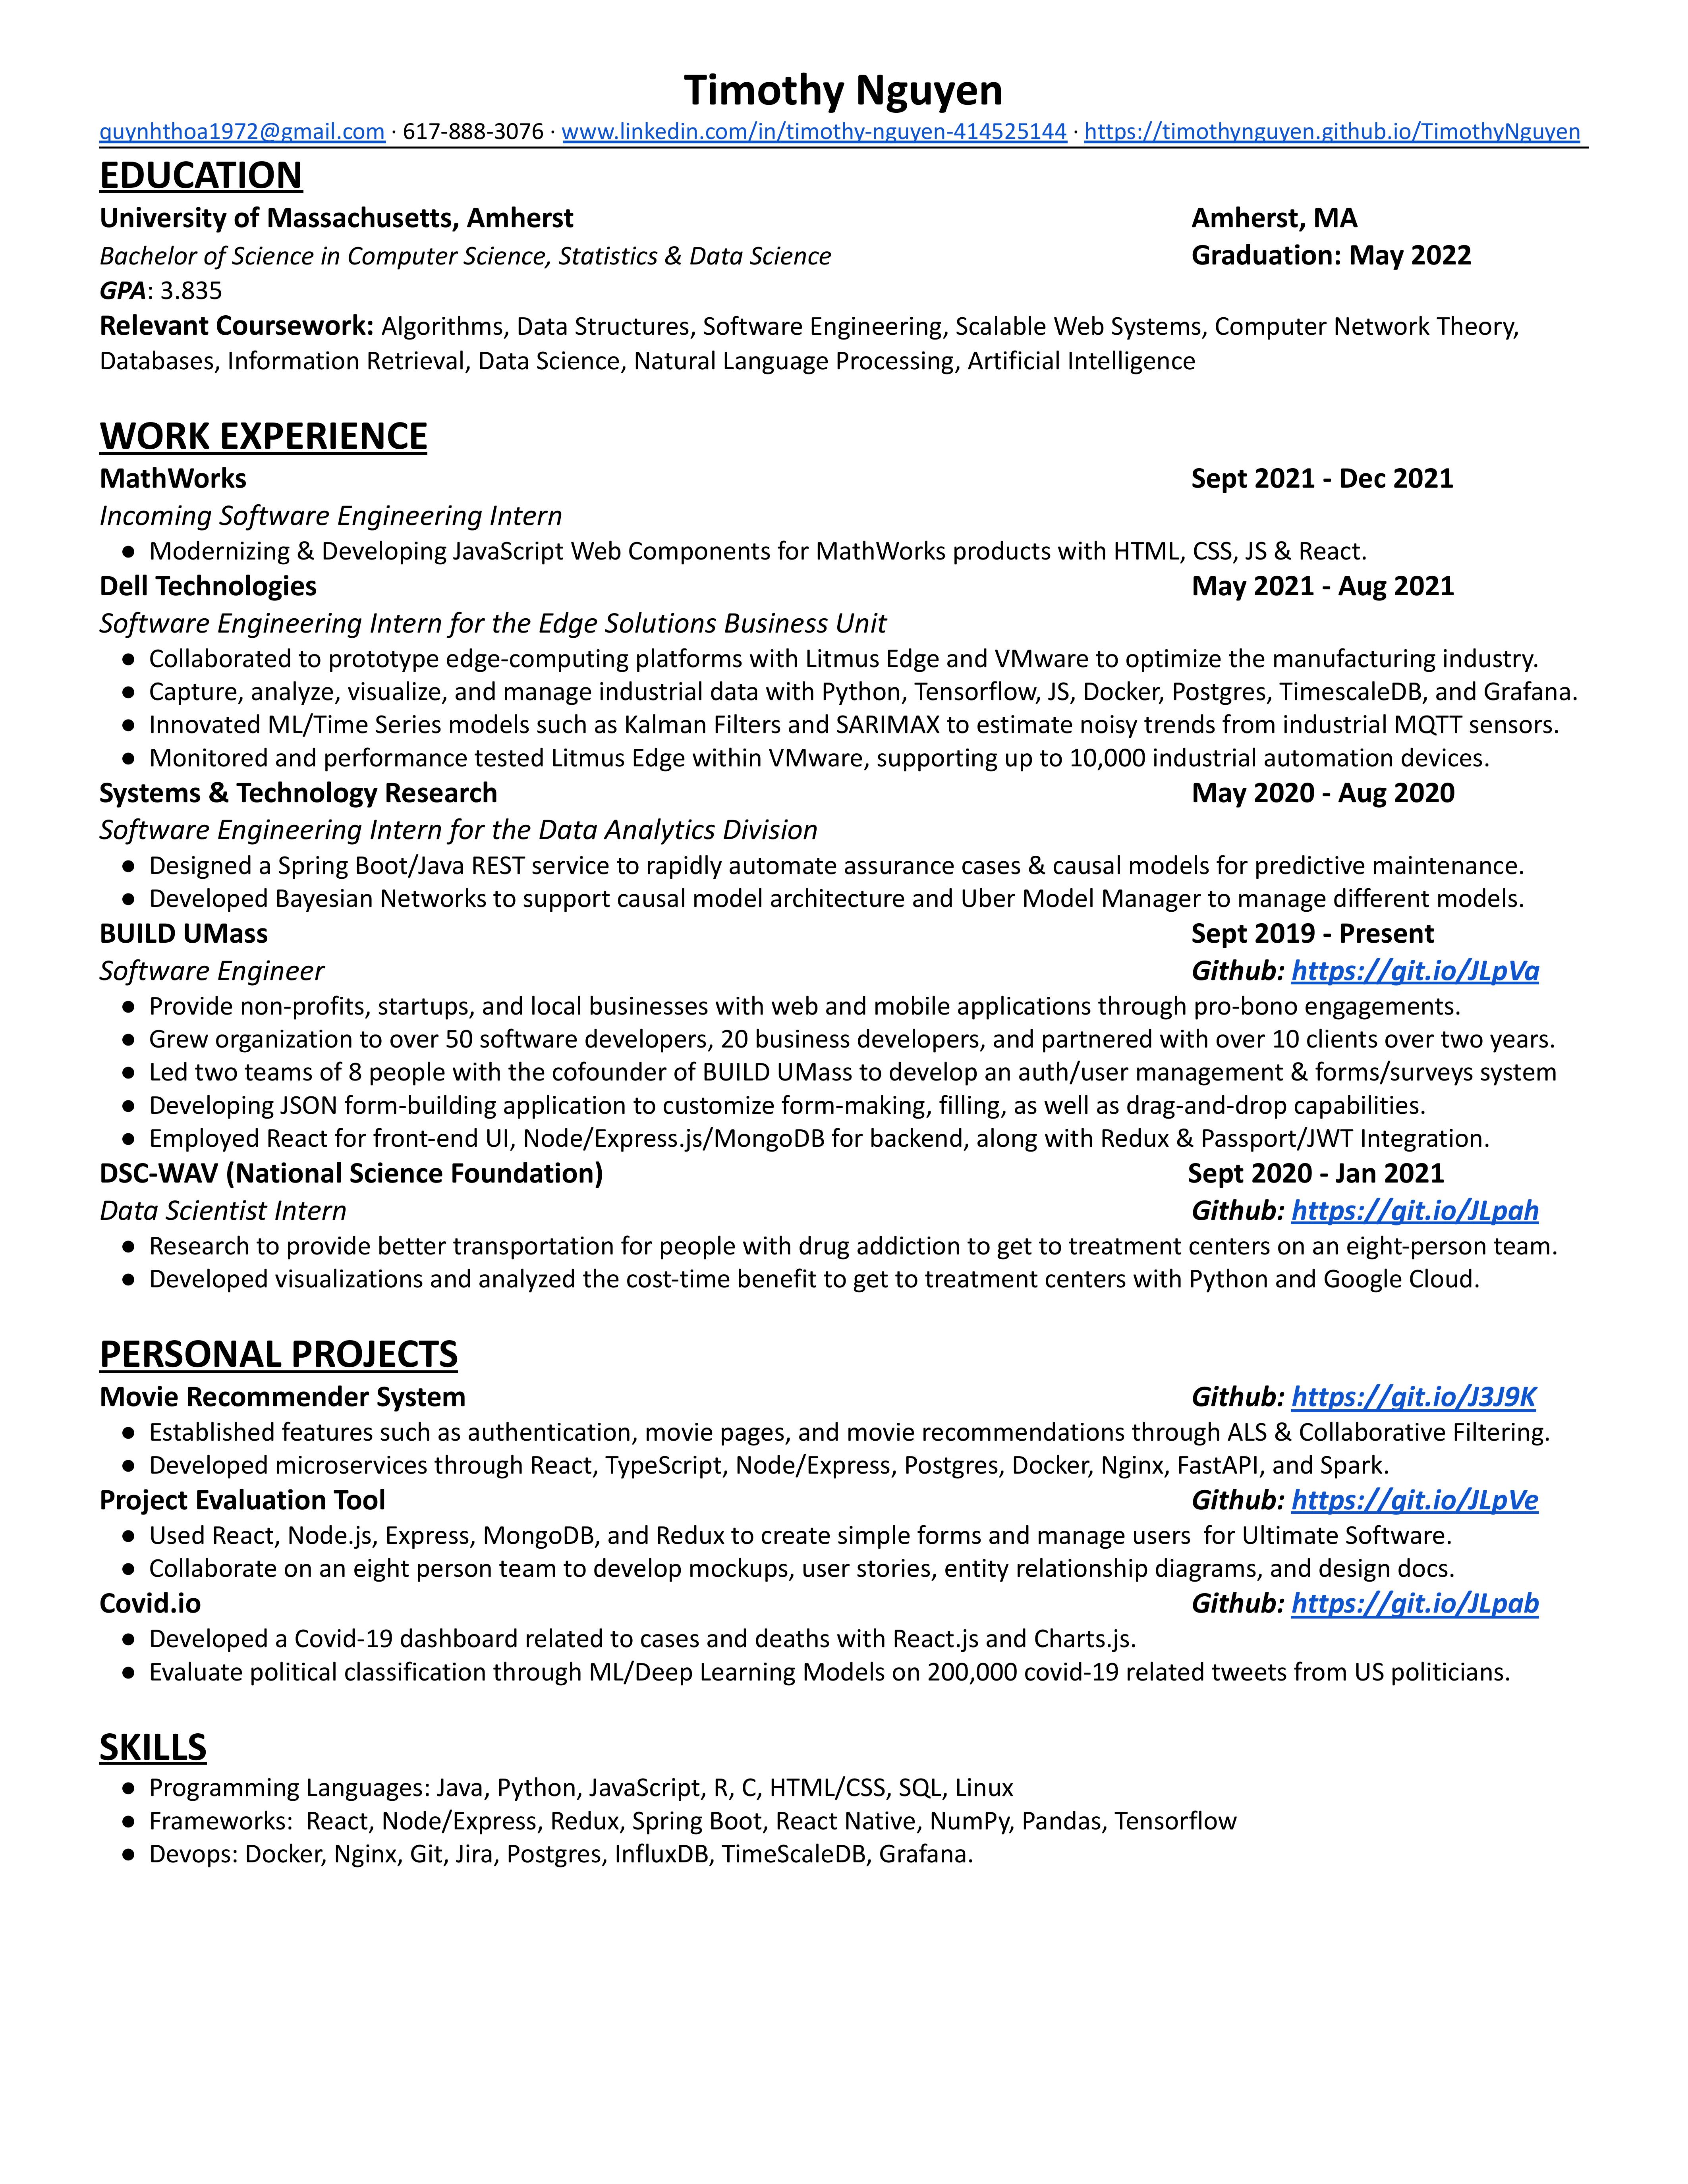 Timothy Nguyen
quynhthoa1972@gmail.com · 617-888-3076 · www.linkedin.com/in/timothy-nguyen-414525144 · https://timothynguyen.github.io/TimothyNguyen
EDUCATION
University of Massachusetts, Amherst Amherst, MA
Bachelor of Science in Computer Science, Statistics & Data Science Graduation: May 2022
GPA: 3.835
Relevant Coursework: Algorithms, Data Structures, Software Engineering, Scalable Web Systems, Computer Network Theory,
Databases, Information Retrieval, Data Science, Natural Language Processing, Artificial Intelligence
WORK EXPERIENCE
MathWorks Sept 2021 - Dec 2021
Incoming Software Engineering Intern
● Modernizing & Developing JavaScript Web Components for MathWorks products with HTML, CSS, JS & React.
Dell Technologies May 2021 - Aug 2021
Software Engineering Intern for the Edge Solutions Business Unit
● Collaborated to prototype edge-computing platforms with Litmus Edge and VMware to optimize the manufacturing industry.
● Capture, analyze, visualize, and manage industrial data with Python, Tensorflow, JS, Docker, Postgres, TimescaleDB, and Grafana.
● Innovated ML/Time Series models such as Kalman Filters and SARIMAX to estimate noisy trends from industrial MQTT sensors.
● Monitored and performance tested Litmus Edge within VMware, supporting up to 10,000 industrial automation devices.
Systems & Technology Research May 2020 - Aug 2020
Software Engineering Intern for the Data Analytics Division
● Designed a Spring Boot/Java REST service to rapidly automate assurance cases & causal models for predictive maintenance.
● Developed Bayesian Networks to support causal model architecture and Uber Model Manager to manage different models.
BUILD UMass Sept 2019 - Present
Software Engineer Github: https://git.io/JLpVa
● Provide non-profits, startups, and local businesses with web and mobile applications through pro-bono engagements.
● Grew organization to over 50 software developers, 20 business developers, and partnered with over 10 clients over two years.
● Led two teams of 8 people with the cofounder of BUILD UMass to develop an auth/user management & forms/surveys system
● Developing JSON form-building application to customize form-making, filling, as well as drag-and-drop capabilities.
● Employed React for front-end UI, Node/Express.js/MongoDB for backend, along with Redux & Passport/JWT Integration.
DSC-WAV (National Science Foundation) Sept 2020 - Jan 2021
Data Scientist Intern Github: https://git.io/JLpah
● Research to provide better transportation for people with drug addiction to get to treatment centers on an eight-person team.
● Developed visualizations and analyzed the cost-time benefit to get to treatment centers with Python and Google Cloud.
PERSONAL PROJECTS
Movie Recommender System Github: https://git.io/J3J9K
● Established features such as authentication, movie pages, and movie recommendations through ALS & Collaborative Filtering.
● Developed microservices through React, TypeScript, Node/Express, Postgres, Docker, Nginx, FastAPI, and Spark.
Project Evaluation Tool Github: https://git.io/JLpVe
● Used React, Node.js, Express, MongoDB, and Redux to create simple forms and manage users  for Ultimate Software.
● Collaborate on an eight person team to develop mockups, user stories, entity relationship diagrams, and design docs.
Covid.io Github: https://git.io/JLpab
● Developed a Covid-19 dashboard related to cases and deaths with React.js and Charts.js.
● Evaluate political classification through ML/Deep Learning Models on 200,000 covid-19 related tweets from US politicians.
SKILLS
● Programming Languages: Java, Python, JavaScript, R, C, HTML/CSS, SQL, Linux
● Frameworks:  React, Node/Express, Redux, Spring Boot, React Native, NumPy, Pandas, Tensorflow
● Devops: Docker, Nginx, Git, Jira, Postgres, InfluxDB, TimeScaleDB, Grafana.